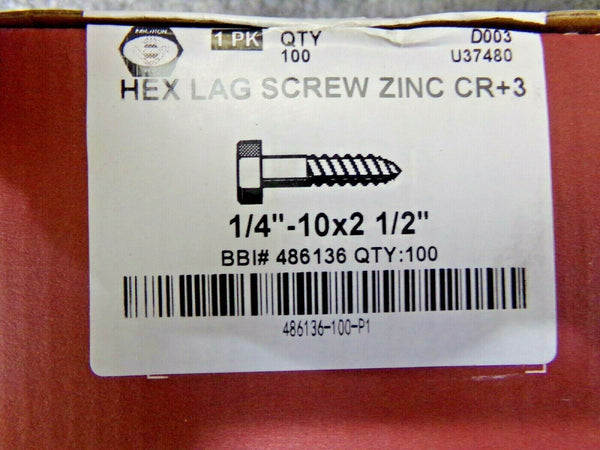 1 PK QTY D003
100 U37480
HEX LAG SCREW ZINC CR+3
1/4"-10x2 1/2"
BBI# 486136 QTY:100
486136-100-P1